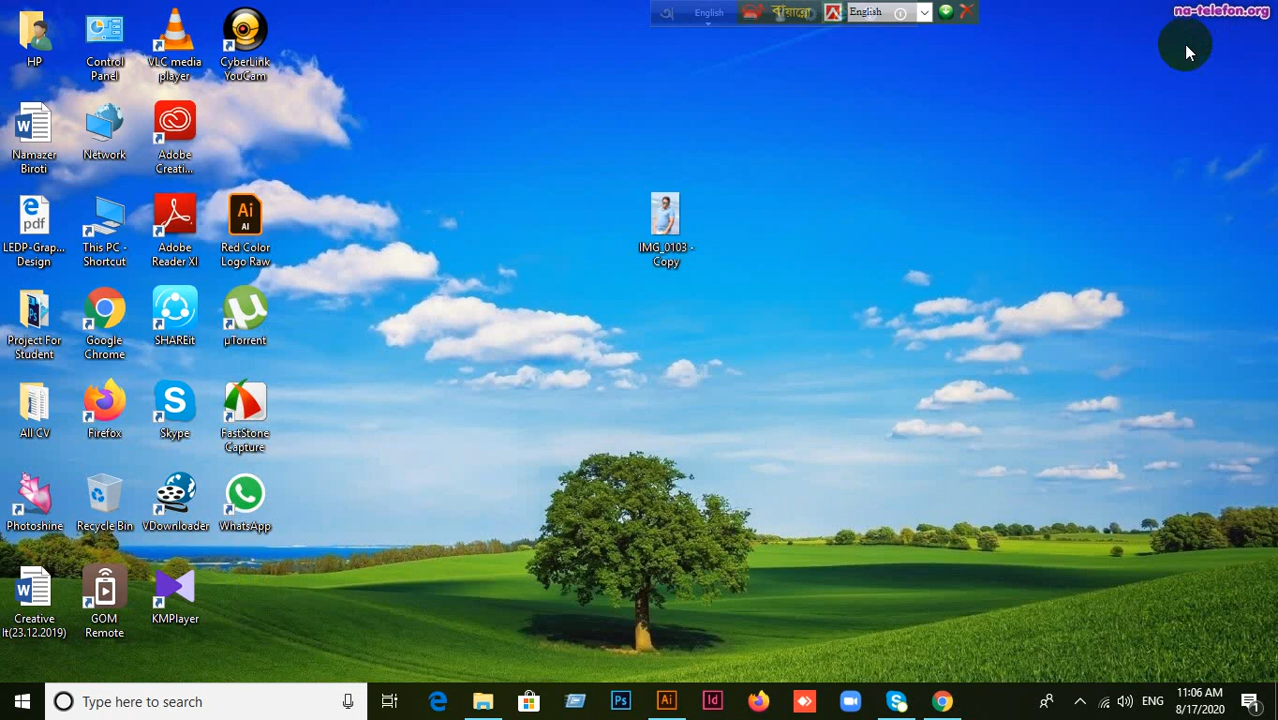 English
বায়ান্নো
English
na-telefon.org
HP
Control
Panel
VLC media
player
CyberLink
YouCam
Namazer
Biroti
Network
Adobe
Creati...
LEDP-Grap...
Design
This PC -
Shortcut
Adobe
Reader XI
Red Color
Logo Raw
IMG_0103 -
Copy
Project For
Student
Google
Chrome
SHAREit
µTorrent
All CV
Firefox
Skype
FastStone
Capture
Photoshine
Recycle Bin
VDownloader
WhatsApp
Creative
It(23.12.2019)
GOM
Remote
KMPlayer
Type here to search
ENG
11:06 AM
8/17/2020